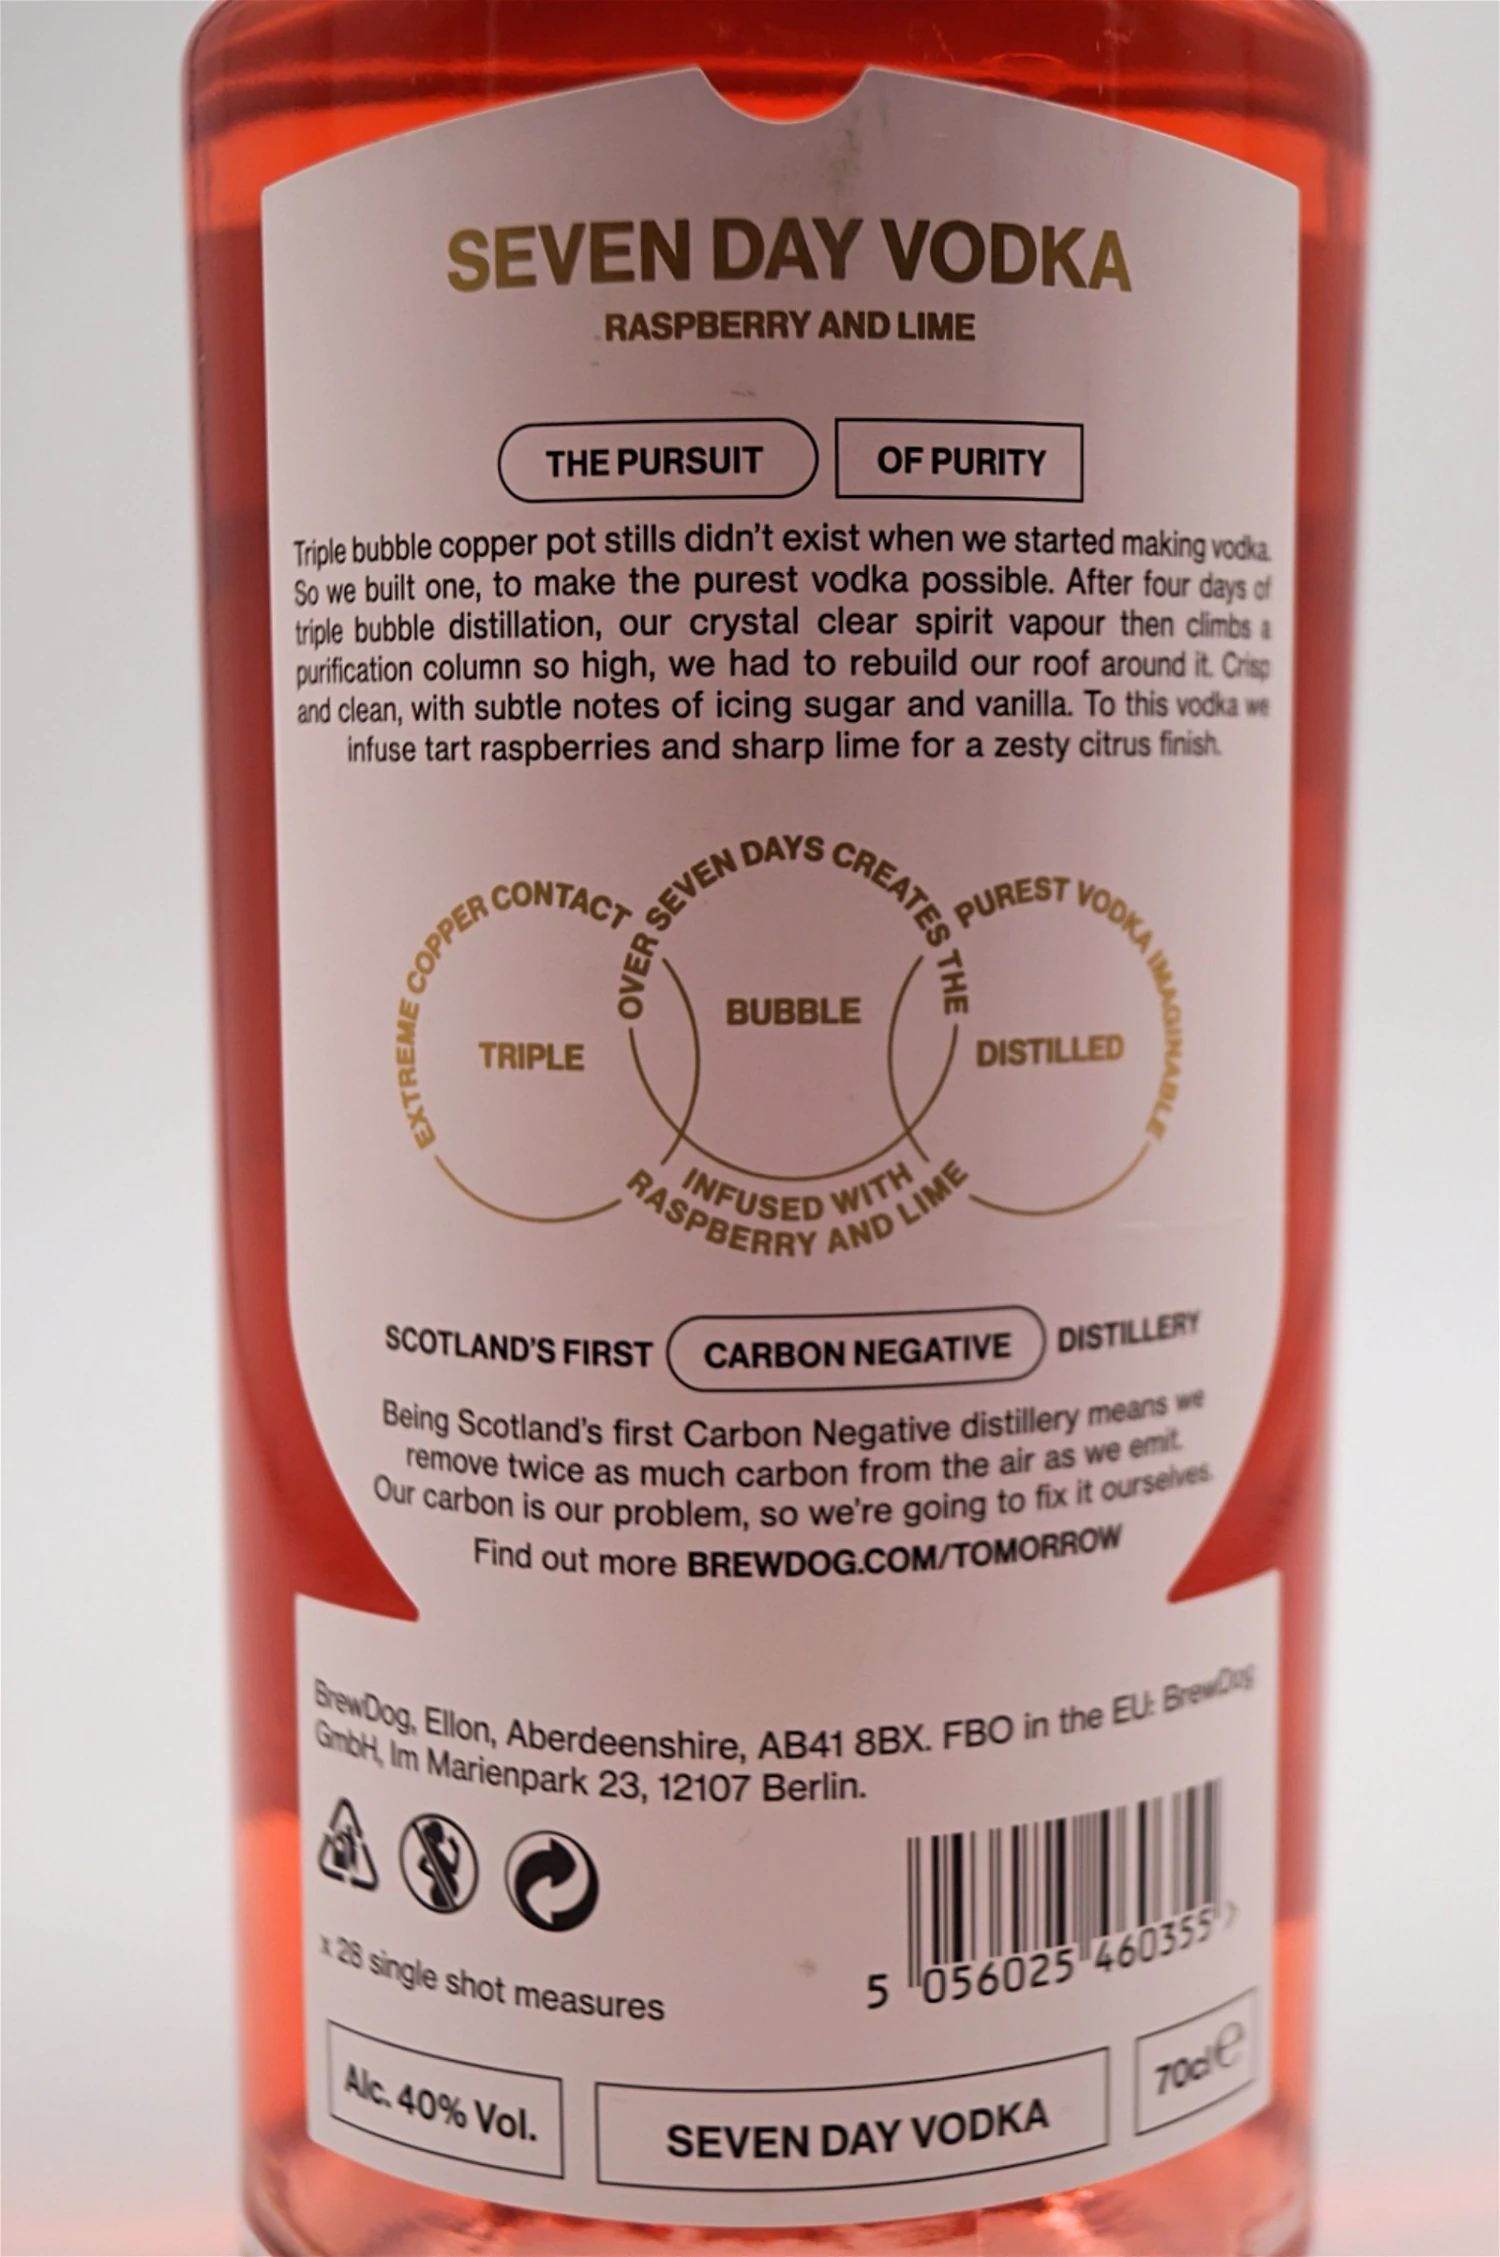 SEVEN DAY VODKA
RASPBERRY AND LIME
THE PURSUIT OF PURITY
Triple bubble copper pot stills didn't exist when we started making vodka.
So we built one, to make the purest vodka possible. After four days of
triple bubble distillation, our crystal clear spirit vapour then climbs a
purification column so high, we had to rebuild our roof around it. Crisp
and clean, with subtle notes of icing sugar and vanilla. To this vodka we
infuse tart raspberries and sharp lime for a zesty citrus finish.
EXTREME COPPER CONTACT
OVER SEVEN DAYS CREATES THE
PUREST VODKA IMAGINABLE
TRIPLE
BUBBLE
DISTILLED
INFUSED WITH
RASPBERRY AND LIME
SCOTLAND'S FIRST CARBON NEGATIVE DISTILLERY
Being Scotland's first Carbon Negative distillery means we
remove twice as much carbon from the air as we emit.
Our carbon is our problem, so we're going to fix it ourselves.
Find out more BREWDOG.COM/TOMORROW
BrewDog, Ellon, Aberdeenshire, AB41 8BX. FBO in the EU: BrewDog
GmbH, Im Marienpark 23, 12107 Berlin.
x 28 single shot measures
5 056025 460355 >
Alc. 40% Vol.
SEVEN DAY VODKA
70cl e